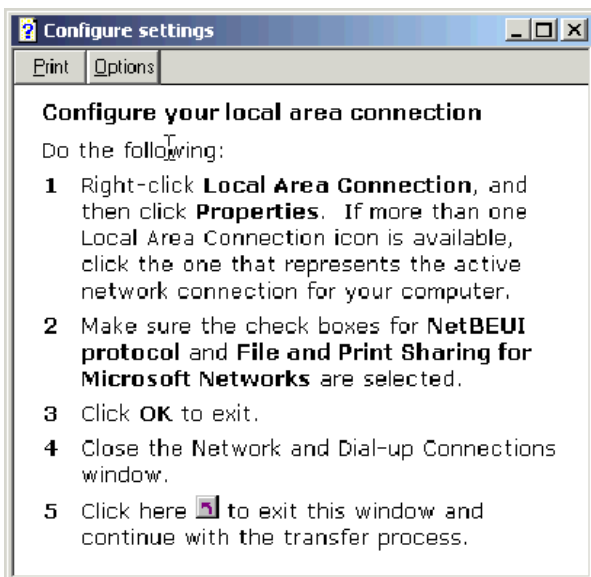 Configure settings
Print Options
Configure your local area connection
Do the following:
1 Right-click Local Area Connection, and
then click Properties. If more than one
Local Area Connection icon is available,
click the one that represents the active
network connection for your computer.
2 Make sure the check boxes for NetBEUI
protocol and File and Print Sharing for
Microsoft Networks are selected.
3 Click OK to exit.
4 Close the Network and Dial-up Connections
window.
5 Click here to exit this window and
continue with the transfer process.